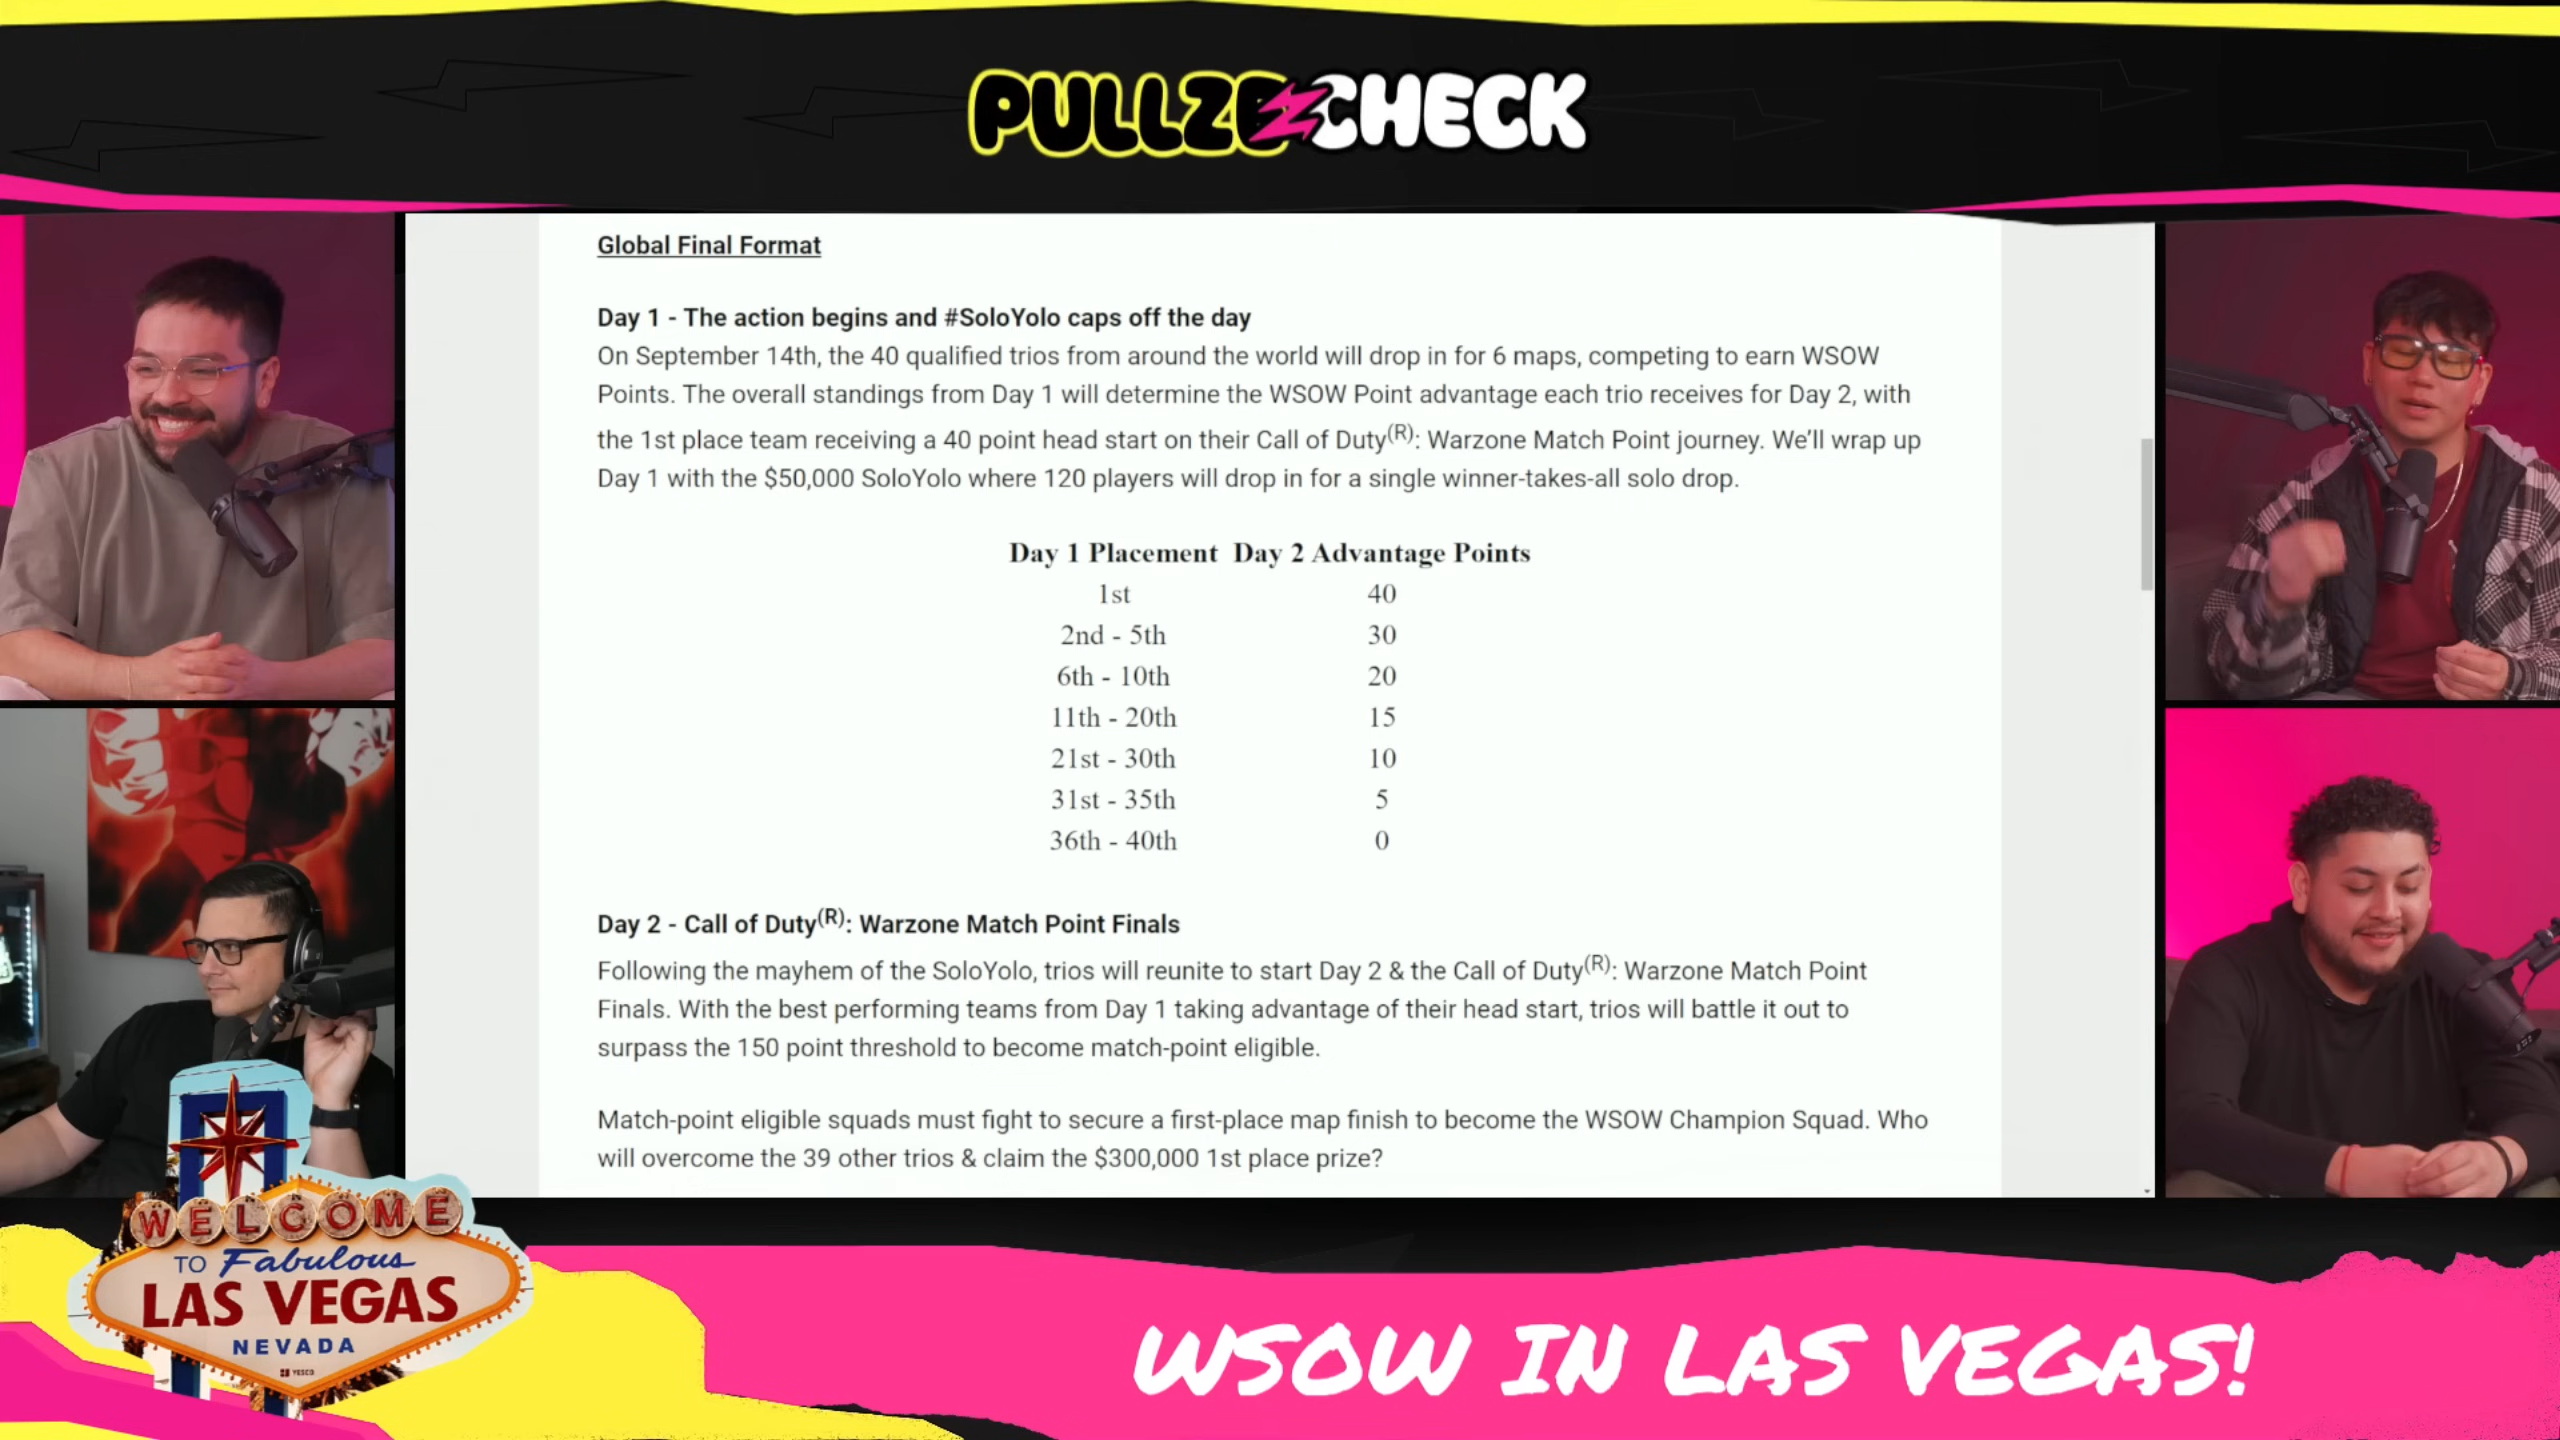 PULLZECHECK
Global Final Format
Day 1 - The action begins and #SoloYolo caps off the day
On September 14th, the 40 qualified trios from around the world will drop in for 6 maps, competing to earn WSOW
Points. The overall standings from Day 1 will determine the WSOW Point advantage each trio receives for Day 2, with
the 1st place team receiving a 40 point head start on their Call of Duty(R): Warzone Match Point journey. We’ll wrap up
Day 1 with the $50,000 SoloYolo where 120 players will drop in for a single winner-takes-all solo drop.
Day 1 Placement Day 2 Advantage Points
1st 40
2nd - 5th 30
6th - 10th 20
11th - 20th 15
21st - 30th 10
31st - 35th 5
36th - 40th 0
Day 2 - Call of Duty(R): Warzone Match Point Finals
Following the mayhem of the SoloYolo, trios will reunite to start Day 2 & the Call of Duty(R): Warzone Match Point
Finals. With the best performing teams from Day 1 taking advantage of their head start, trios will battle it out to
surpass the 150 point threshold to become match-point eligible.
Match-point eligible squads must fight to secure a first-place map finish to become the WSOW Champion Squad. Who
will overcome the 39 other trios & claim the $300,000 1st place prize?
WELCOME
TO Fabulous
LAS VEGAS
NEVADA
YESCO
WSOW IN LAS VEGAS!